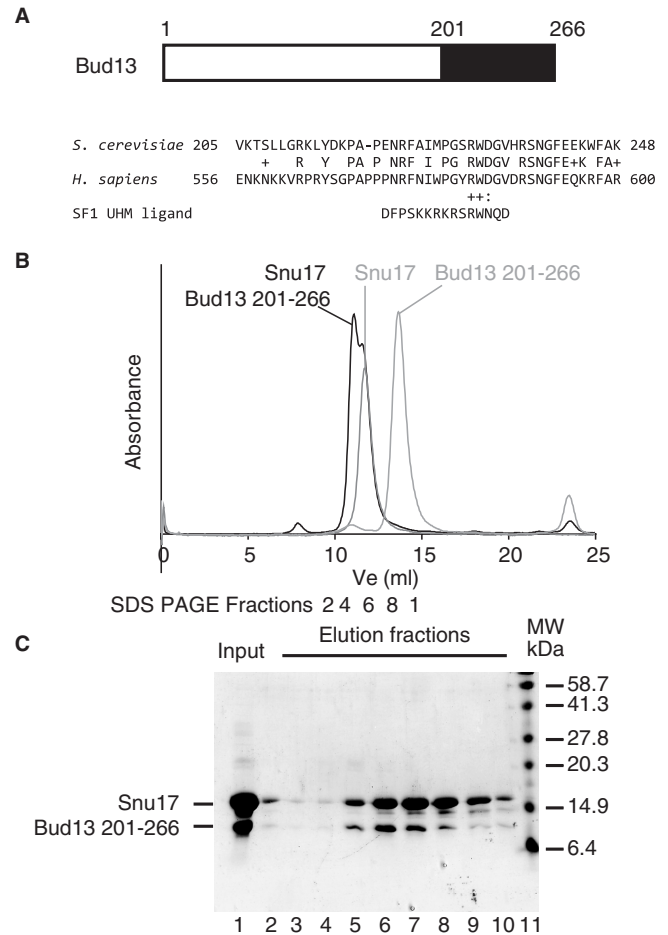 A
1 201 266
Bud13
S. cerevisiae 205 VKTSLLGRKLYDKPA-PENRFAIMPGSRWDGVHRSNGFEEKWFAK 248
+ R Y PA P NRF I PG RWDGV RSNGFE+K FA+
H. sapiens 556 ENKNKKVRPRYSGPAPPPNRFNIWPGYRWDGVDRSNGFEQKRFAR 600
++:
SF1 UHM ligand DFPSKKRKRSRWNQD
B
Snu17 Snu17 Bud13 201-266
Bud13 201-266
Absorbance
0 5 10 15 20 25
Ve (ml)
SDS PAGE Fractions 2 4 6 8 1
C
Input Elution fractions MW
kDa
58.7
41.3
27.8
20.3
Snu17 14.9
Bud13 201-266
6.4
1 2 3 4 5 6 7 8 9 10 11